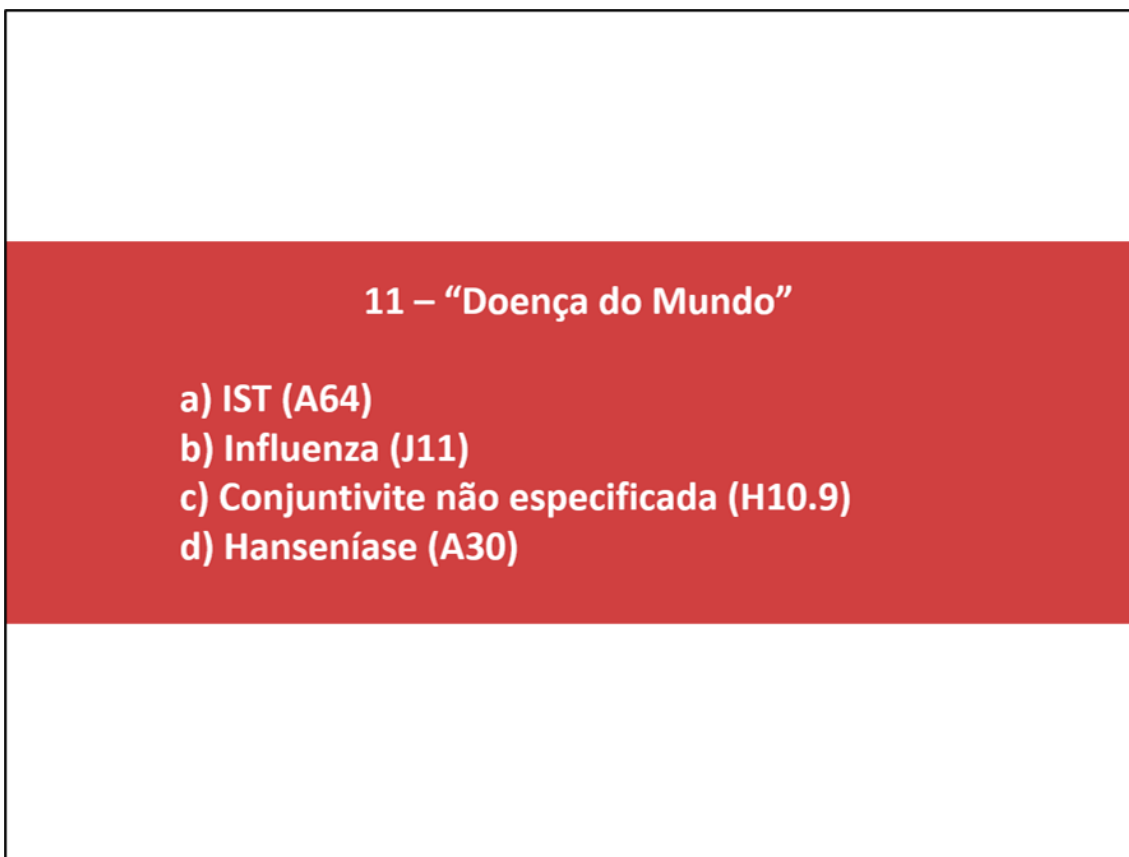 11 – “Doença do Mundo”
a) IST (A64)
b) Influenza (J11)
c) Conjuntivite não especificada (H10.9)
d) Hanseníase (A30)